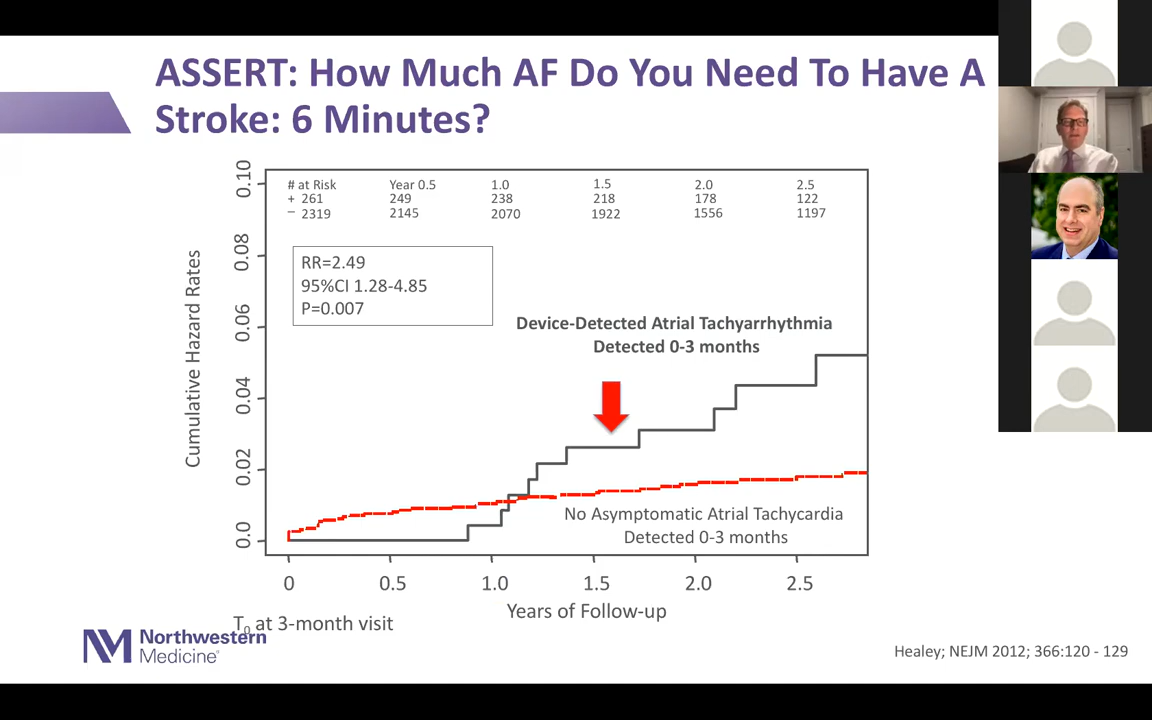 ASSERT: How Much AF Do You Need To Have A
Stroke: 6 Minutes?
# at Risk Year 0.5 1.0 1.5 2.0 2.5
+ 261 249 238 218 178 122
− 2319 2145 2070 1922 1556 1197
RR=2.49
95%CI 1.28-4.85
P=0.007
Device-Detected Atrial Tachyarrhythmia
Detected 0-3 months
No Asymptomatic Atrial Tachycardia
Detected 0-3 months
Cumulative Hazard Rates
0.10
0.08
0.06
0.04
0.02
0.0
0 0.5 1.0 1.5 2.0 2.5
Years of Follow-up
T0 at 3-month visit
Northwestern
Medicine®
Healey; NEJM 2012; 366:120 - 129